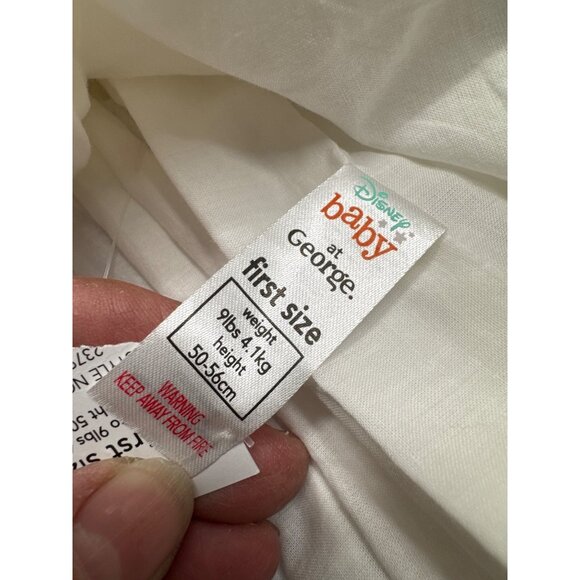 Disney
baby
at
George.
first size
weight
9lbs 4.1kg
height
50-56cm
WARNING
KEEP AWAY FROM FIRE